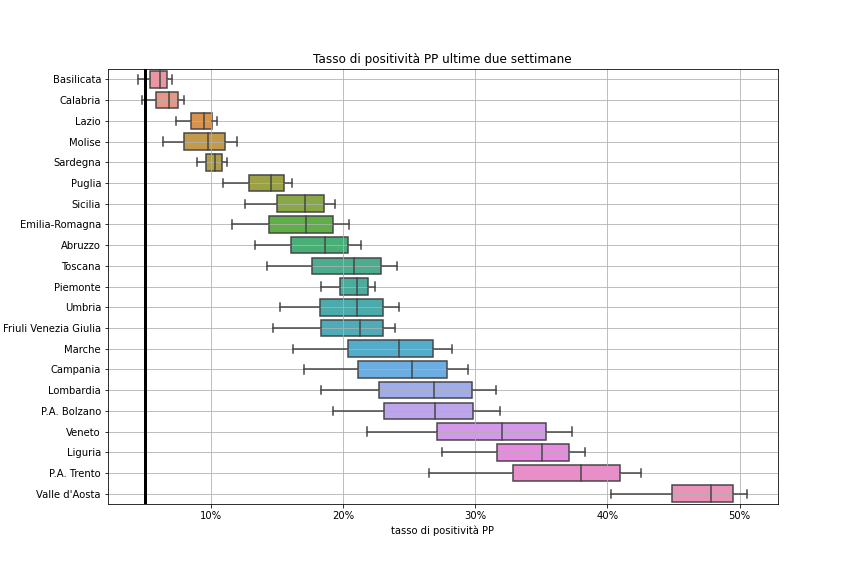 Tasso di positività PP ultime due settimane
Basilicata
Calabria
Lazio
Molise
Sardegna
Puglia
Sicilia
Emilia-Romagna
Abruzzo
Toscana
Piemonte
Umbria
Friuli Venezia Giulia
Marche
Campania
Lombardia
P.A. Bolzano
Veneto
Liguria
P.A. Trento
Valle d'Aosta
10% 20% 30% 40% 50%
tasso di positività PP